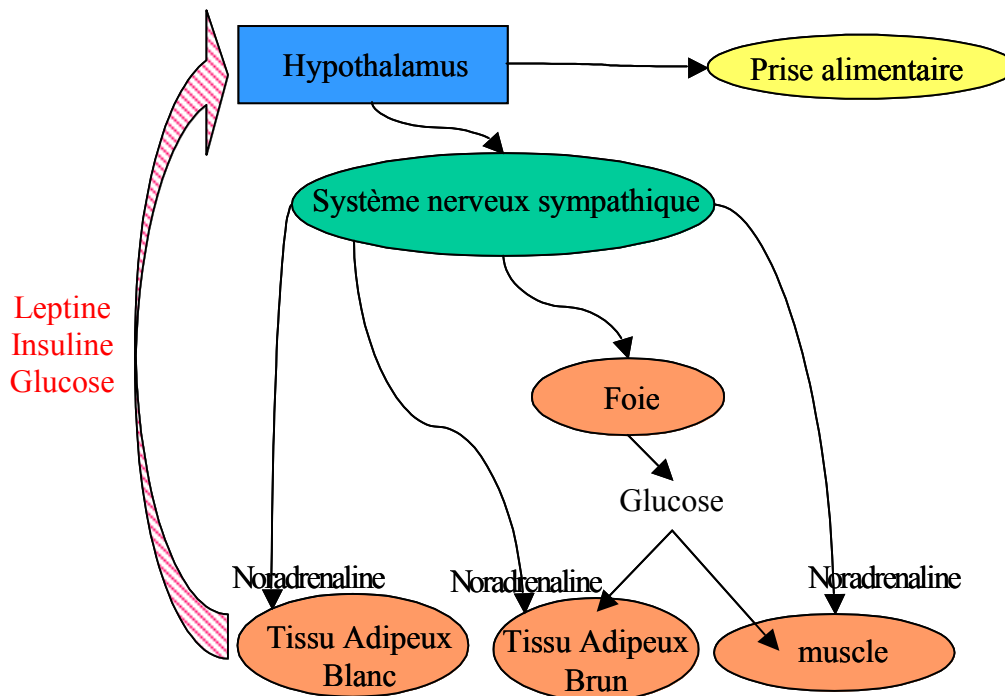 Hypothalamus
Prise alimentaire
Système nerveux sympathique
Leptine
Insuline
Glucose
Foie
Glucose
Noradrenaline
Noradrenaline
Noradrenaline
Tissu Adipeux
Blanc
Tissu Adipeux
Brun
muscle